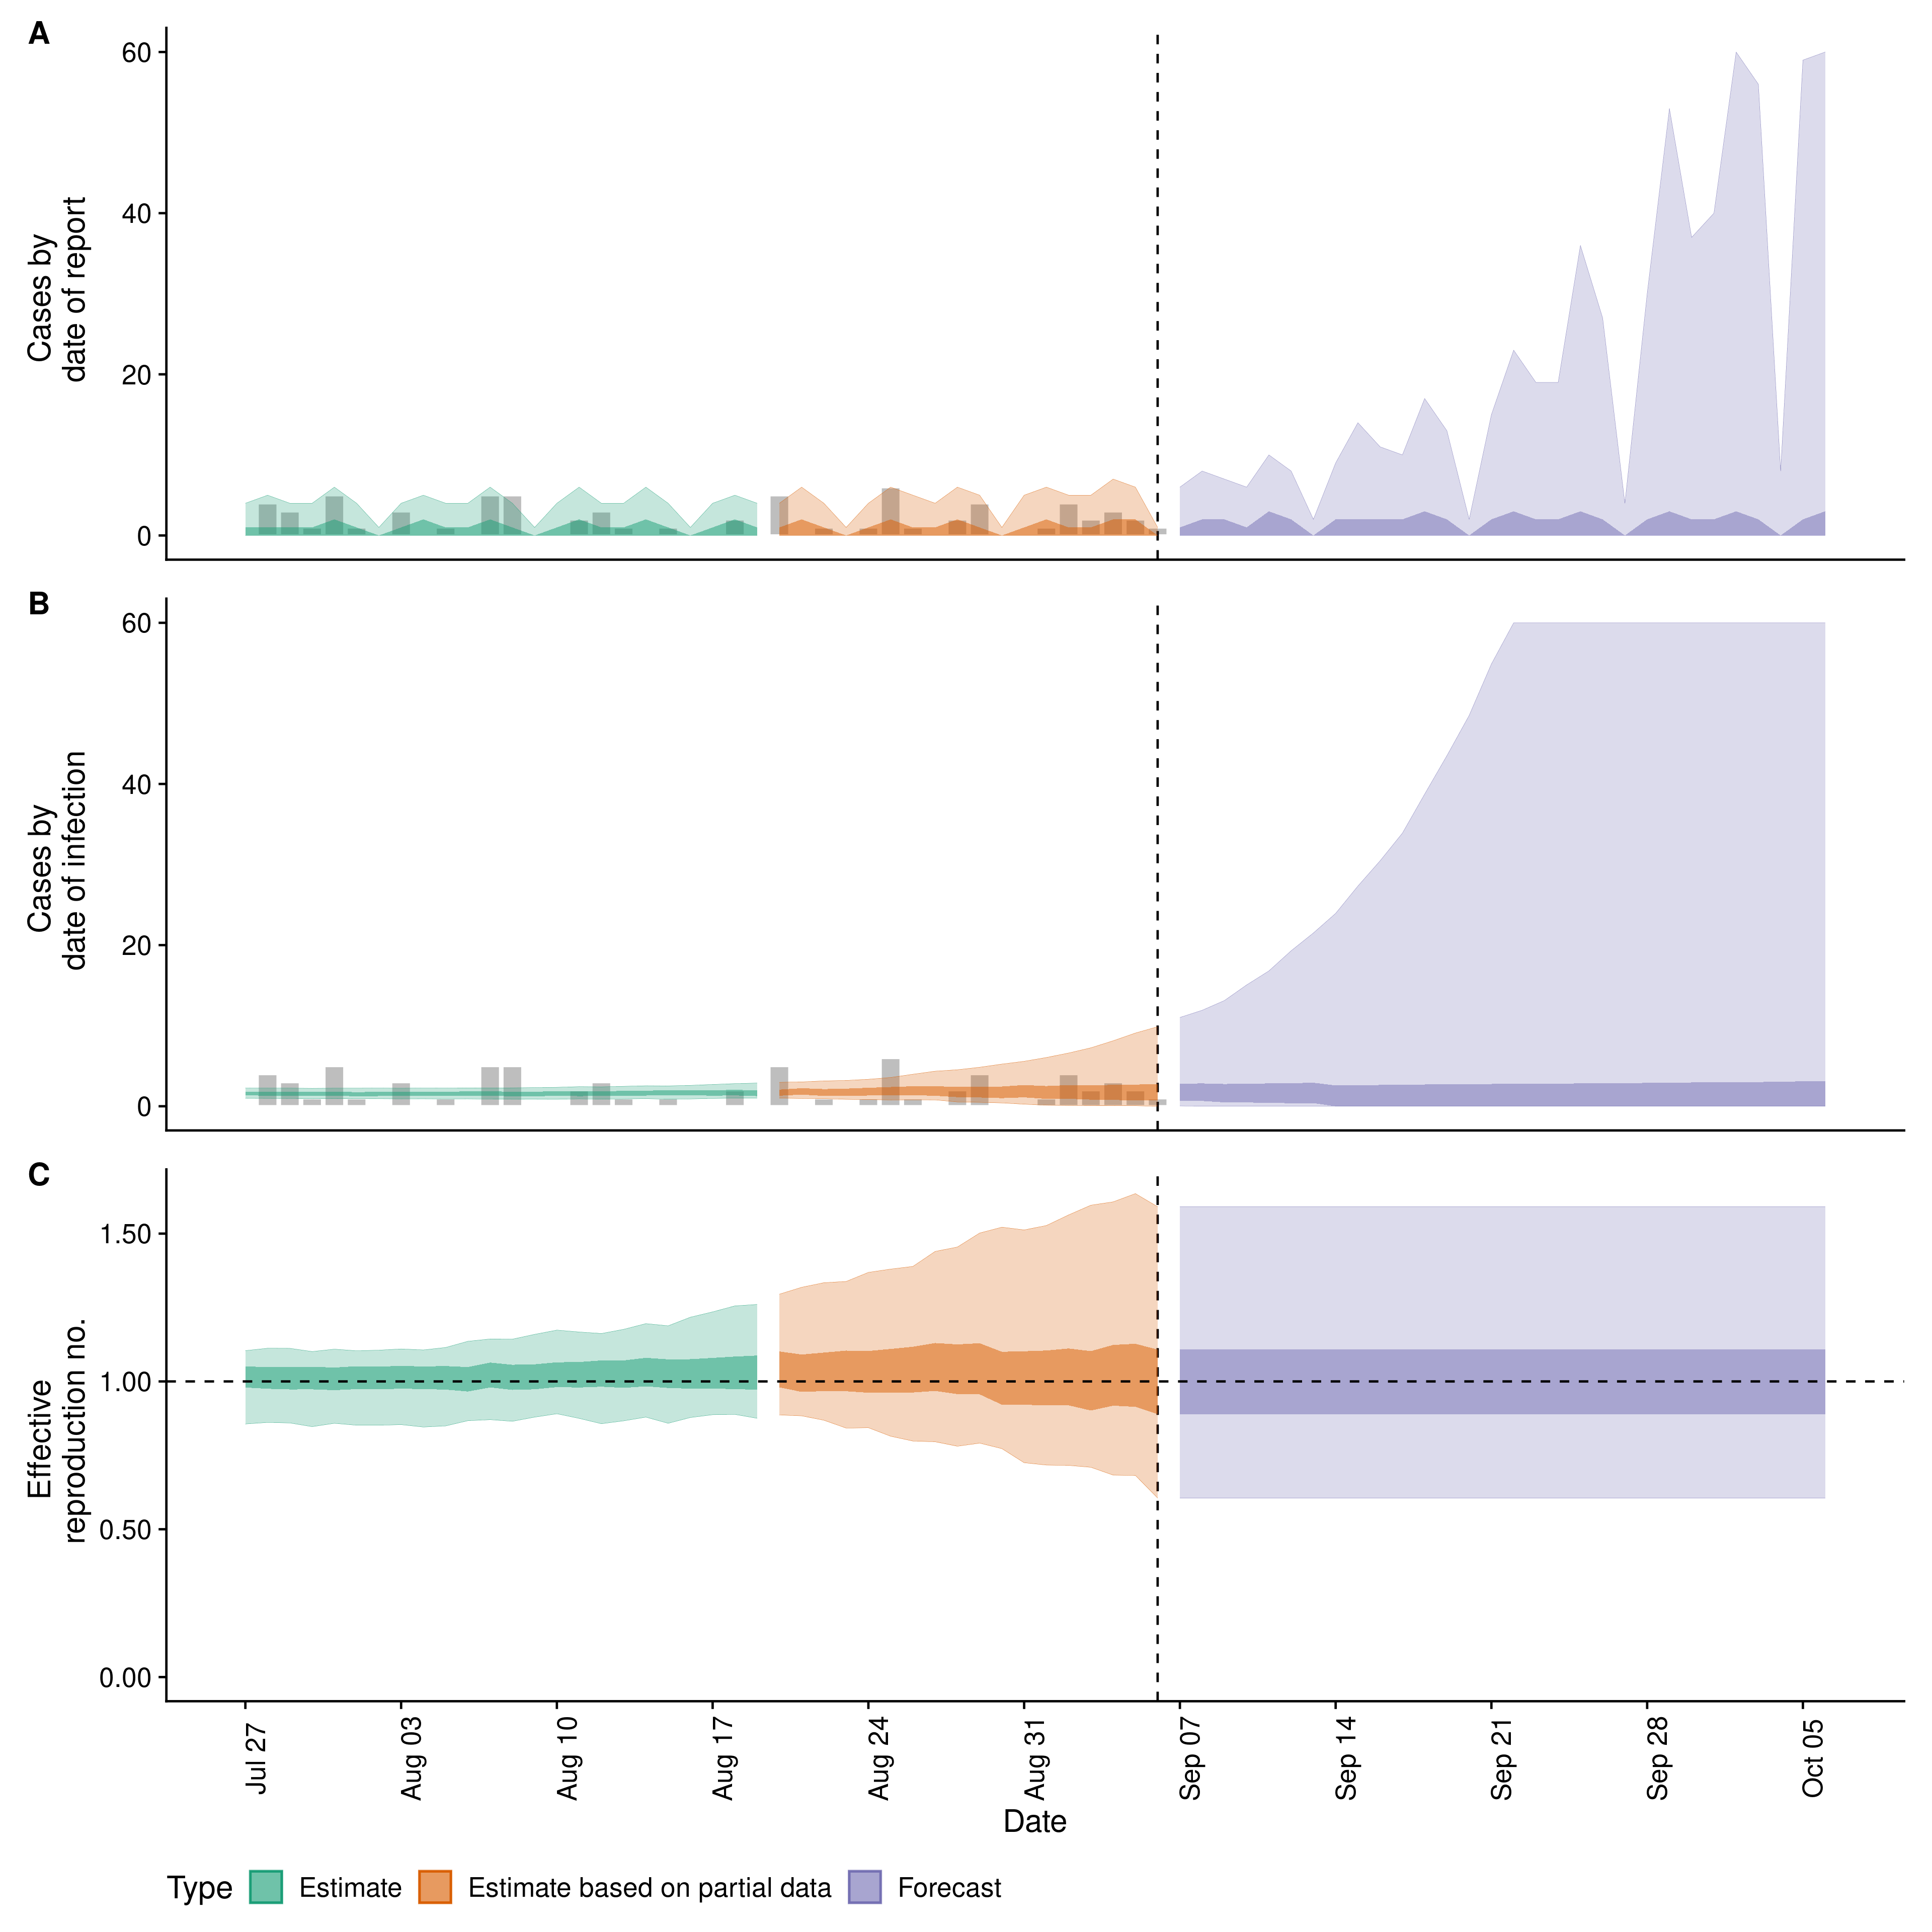 A
60
40
20
0
Cases by
date of report
B
60
40
20
0
Cases by
date of infection
C
1.50
1.00
0.50
0.00
Effective
reproduction no.
Jul 27
Aug 03
Aug 10
Aug 17
Aug 24
Aug 31
Sep 07
Sep 14
Sep 21
Sep 28
Oct 05
Date
Type Estimate Estimate based on partial data Forecast